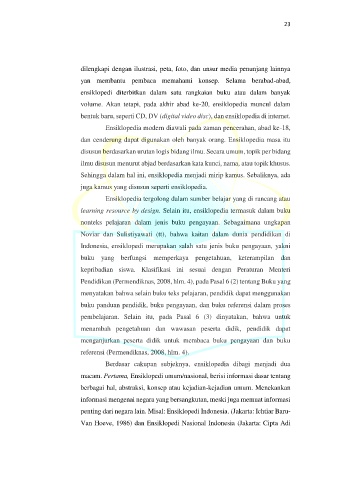 23
dilengkapi dengan ilustrasi, peta, foto, dan unsur media penunjang lainnya
yan membantu pembaca memahami konsep. Selama berabad-abad,
ensiklopedi diterbitkan dalam satu rangkaian buku atau dalam banyak
volume. Akan tetapi, pada akhir abad ke-20, ensiklopedia muncul dalam
bentuk baru, seperti CD, DV (digital video disc), dan ensiklopedia di internet.
Ensiklopedia modern diawali pada zaman pencerahan, abad ke-18,
dan cenderung dapat digunakan oleh banyak orang. Ensiklopedia masa itu
disusun berdasarkan urutan logis bidang ilmu. Secara umum, topik per bidang
ilmu disusun menurut abjad berdasarkan kata kunci, nama, atau topik khusus.
Sehingga dalam hal ini, ensiklopedia menjadi mirip kamus. Sebaliknya, ada
juga kamus yang disusun seperti ensiklopedia.
Ensiklopedia tergolong dalam sumber belajar yang di rancang atau
learning resource by design. Selain itu, ensiklopedia termasuk dalam buku
nonteks pelajaran dalam jenis buku pengayaan. Sebagaimana ungkapan
Noviar dan Sulistiyawati (tt), bahwa kaitan dalam dunia pendidikan di
Indonesia, ensiklopedi merupakan salah satu jenis buku pengayaan, yakni
buku yang berfungsi memperkaya pengetahuan, keterampilan dan
kepribadian siswa. Klasifikasi ini sesuai dengan Peraturan Menteri
Pendidikan (Permendiknas, 2008, hlm. 4), pada Pasal 6 (2) tentang Buku yang
menyatakan bahwa selain buku teks pelajaran, pendidik dapat menggunakan
buku panduan pendidik, buku pengayaan, dan buku referensi dalam proses
pembelajaran. Selain itu, pada Pasal 6 (3) dinyatakan, bahwa untuk
menambah pengetahuan dan wawasan peserta didik, pendidik dapat
menganjurkan peserta didik untuk membaca buku pengayaan dan buku
referensi (Permendiknas, 2008, hlm. 4).
Berdasar cakupan subjeknya, ensiklopedia dibagi menjadi dua
macam. Pertama, Ensiklopedi umum/nasional, berisi informasi dasar tentang
berbagai hal, abstraksi, konsep atau kejadian-kejadian umum. Menekankan
informasi mengenai negara yang bersangkutan, meski juga memuat informasi
penting dari negara lain. Misal: Ensiklopedi Indonesia. (Jakarta: Ichtiar Baru-
Van Hoeve, 1986) dan Ensiklopedi Nasional Indonesia (Jakarta: Cipta Adi